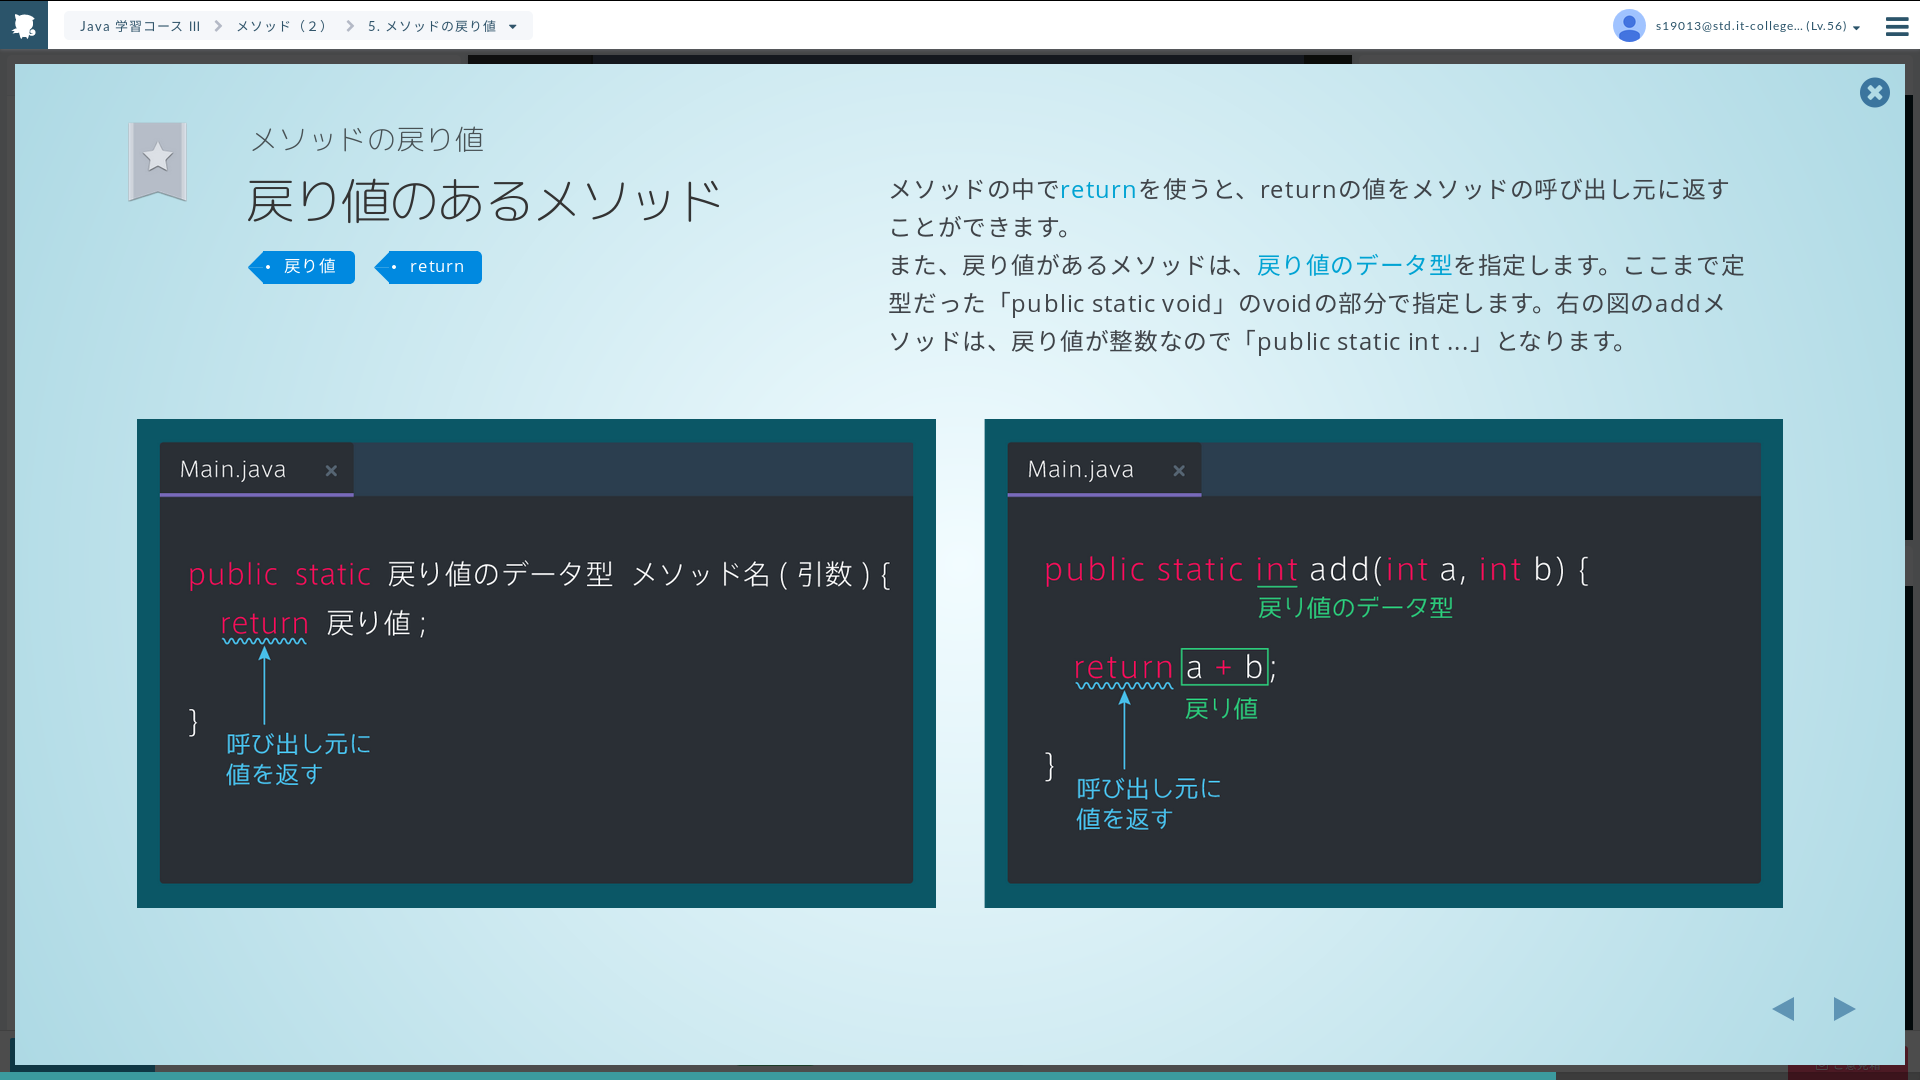 Java 学習コース III
メソッド（２）
5. メソッドの戻り値
s19013@std.it-college... (Lv.56)
メソッドの戻り値
戻り値のあるメソッド
戻り値
return
メソッドの中でreturnを使うと、returnの値をメソッドの呼び出し元に返す
ことができます。
また、戻り値があるメソッドは、戻り値のデータ型を指定します。ここまで定
型だった「public static void」のvoidの部分で指定します。右の図のaddメ
ソッドは、戻り値が整数なので「public static int ...」となります。
Main.java
public static 戻り値のデータ型 メソッド名 ( 引数 ) {
return 戻り値 ;
}
呼び出し元に
値を返す
Main.java
public static int add(int a, int b) {
戻り値のデータ型
return a + b;
戻り値
}
呼び出し元に
値を返す